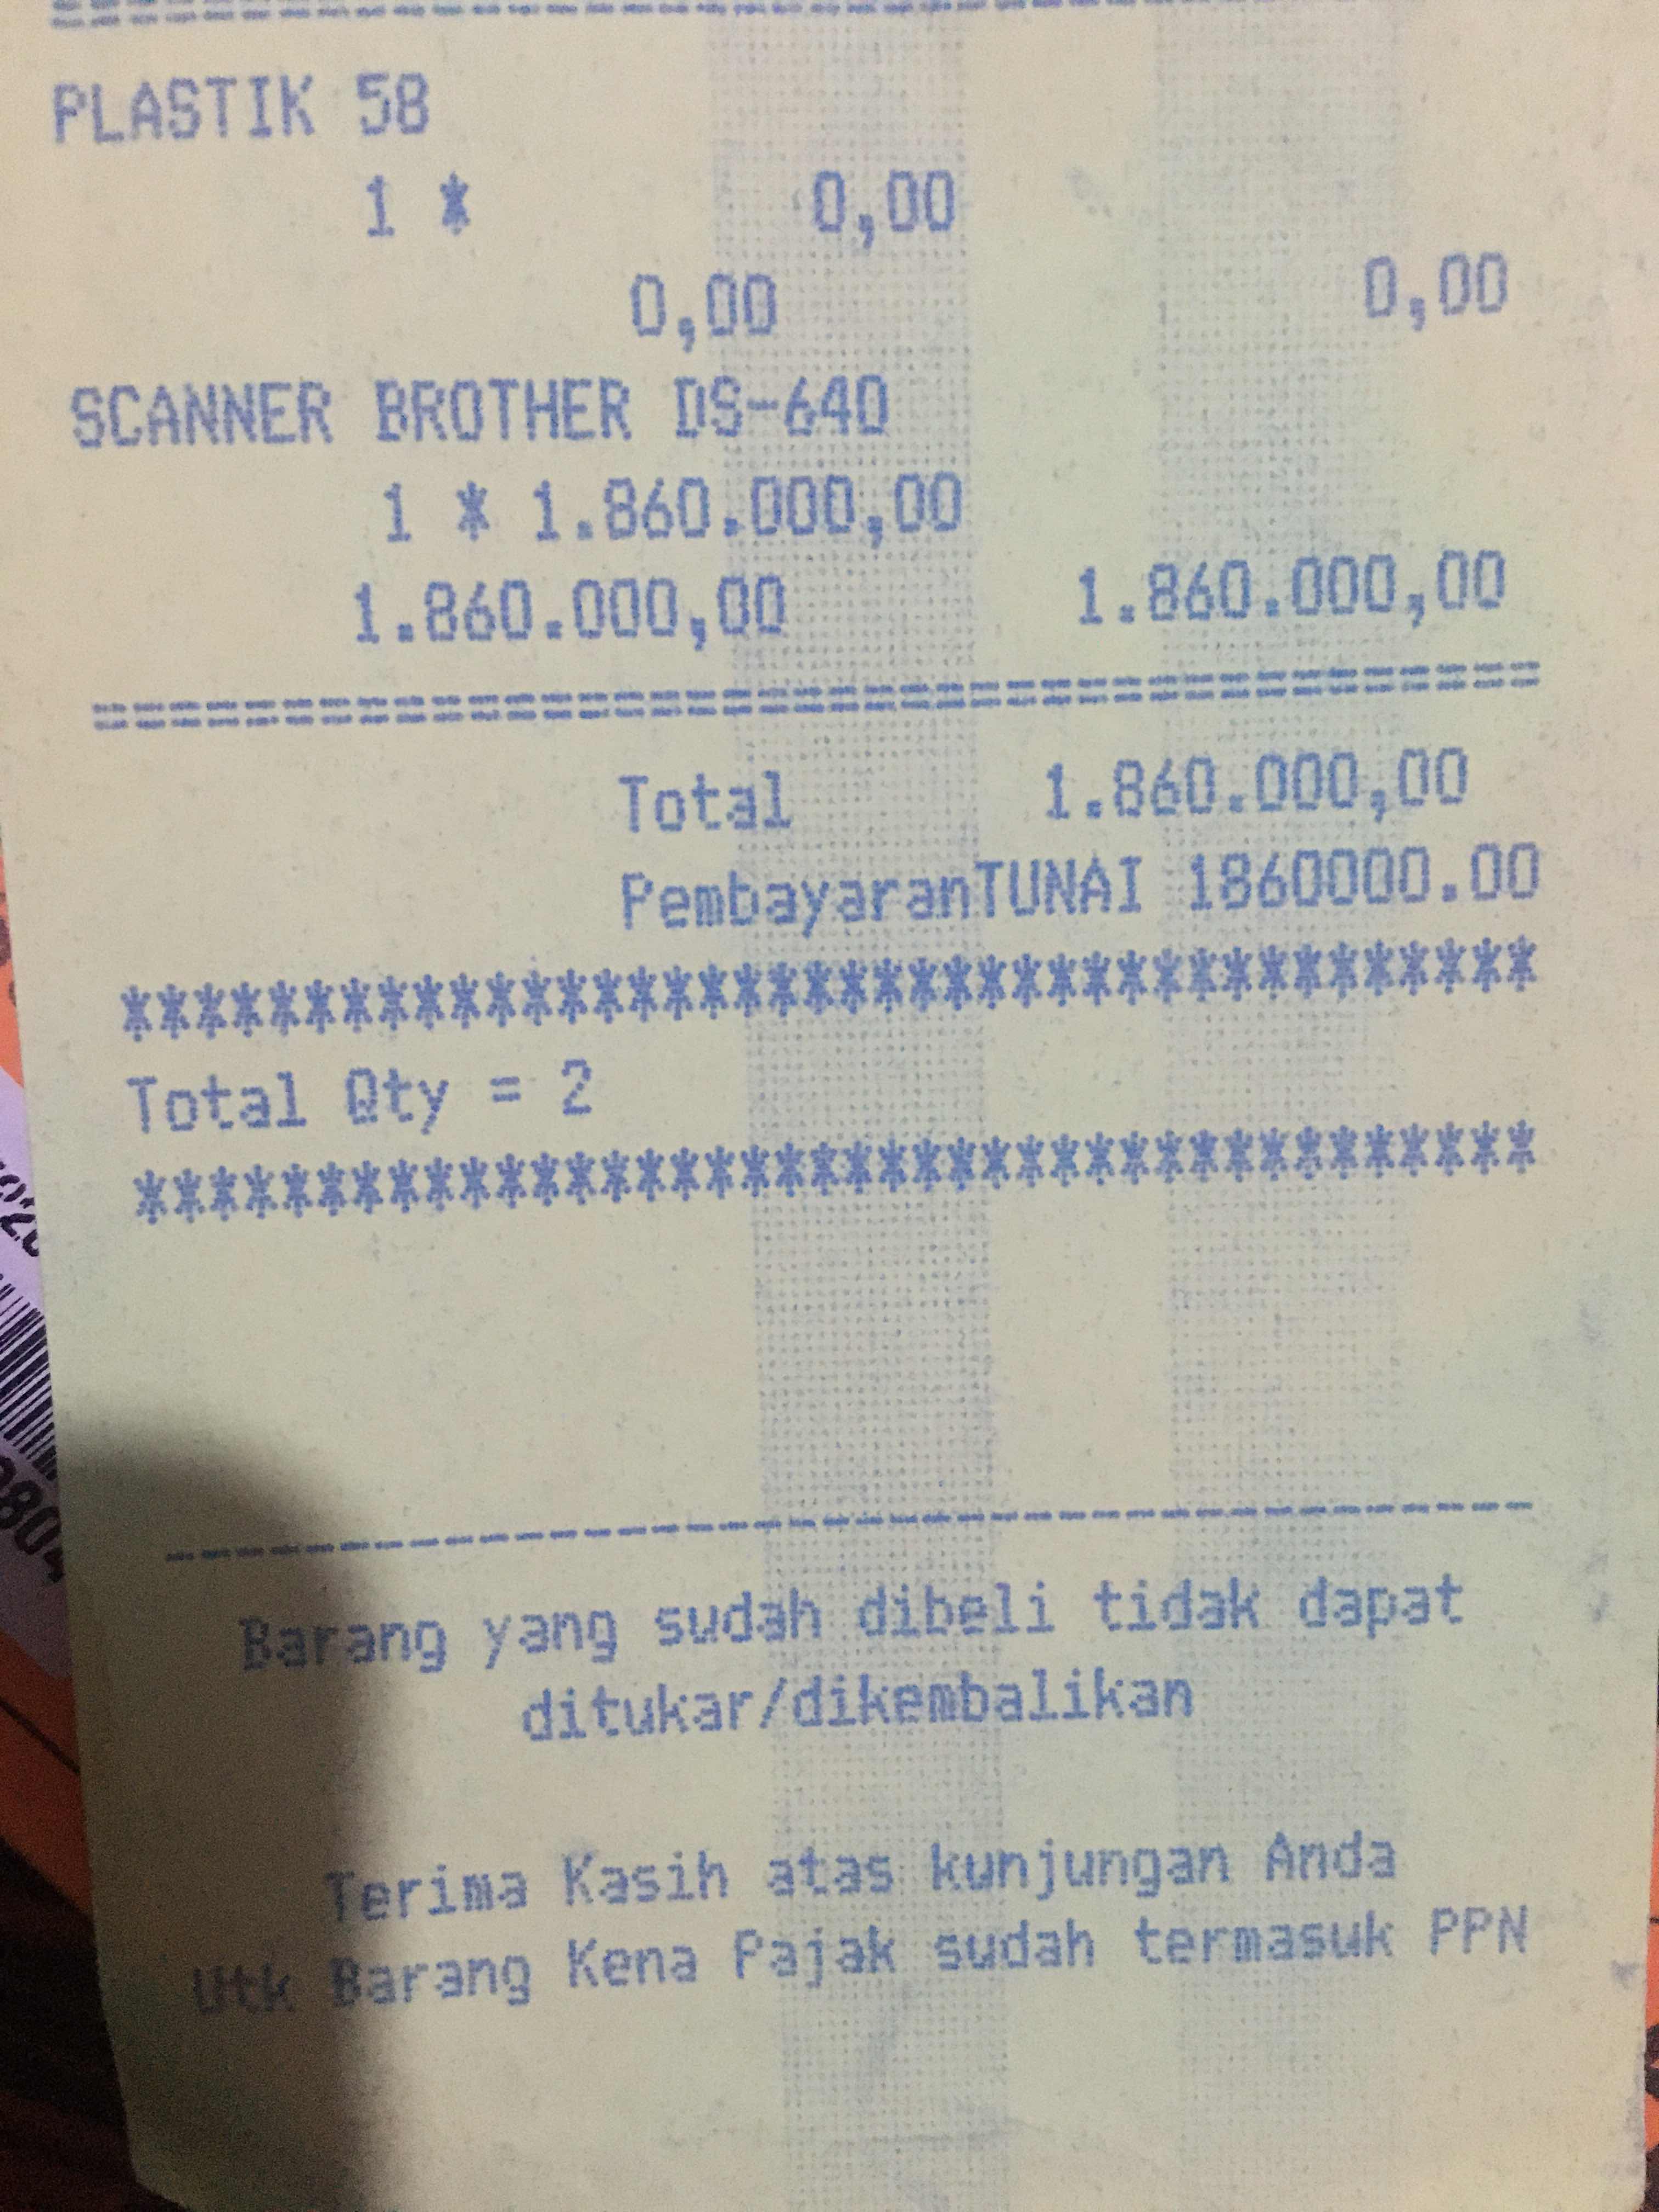 PLASTIK 58
1 * 0,00
0,00 0,00
SCANNER BROTHER DS-640
1 * 1.860.000,00
1.860.000,00 1.860.000,00
Total 1.860.000,00
PembayaranTUNAI 1860000.00
****************************************
Total Qty = 2
****************************************
Barang yang sudah dibeli tidak dapat
ditukar/dikembalikan
Terima Kasih atas kunjungan Anda
Utk Barang Kena Pajak sudah termasuk PPN